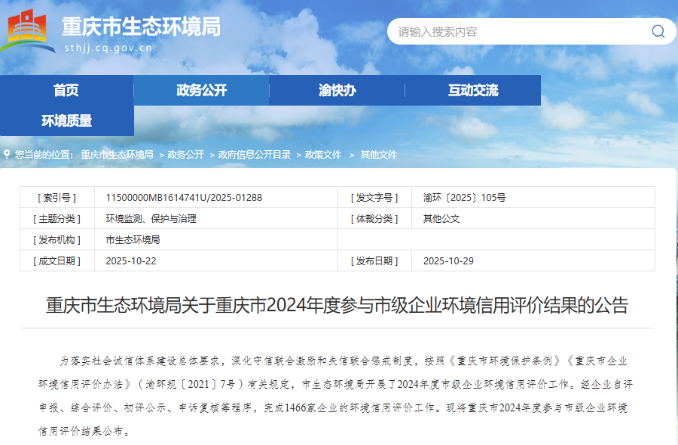 重庆市生态环境局
sthjj.cq.gov.cn
请输入搜索内容
首页 政务公开 渝快办 互动交流
环境质量
您当前的位置： 重庆市生态环境局 > 政务公开 > 政府信息公开目录 > 政策文件 > 其他文件
[ 索引号 ] 11500000MB1614741U/2025-01288 [ 发文字号 ] 渝环〔2025〕105号
[ 主题分类 ] 环境监测、保护与治理 [ 体裁分类 ] 其他公文
[ 发布机构 ] 市生态环境局
[ 成文日期 ] 2025-10-22 [ 发布日期 ] 2025-10-29
重庆市生态环境局关于重庆市2024年度参与市级企业环境信用评价结果的公告
为落实社会诚信体系建设总体要求，深化守信联合激励和失信联合惩戒制度，按照《重庆市环境保护条例》《重庆市企业
环境信用评价办法》（渝环规〔2021〕7号）有关规定，市生态环境局开展了2024年度市级企业环境信用评价工作。经企业自评
申报、综合评价、初评公示、申诉复核等程序，完成1466家企业的环境信用评价工作。现将重庆市2024年度参与市级企业环境
信用评价结果公布。